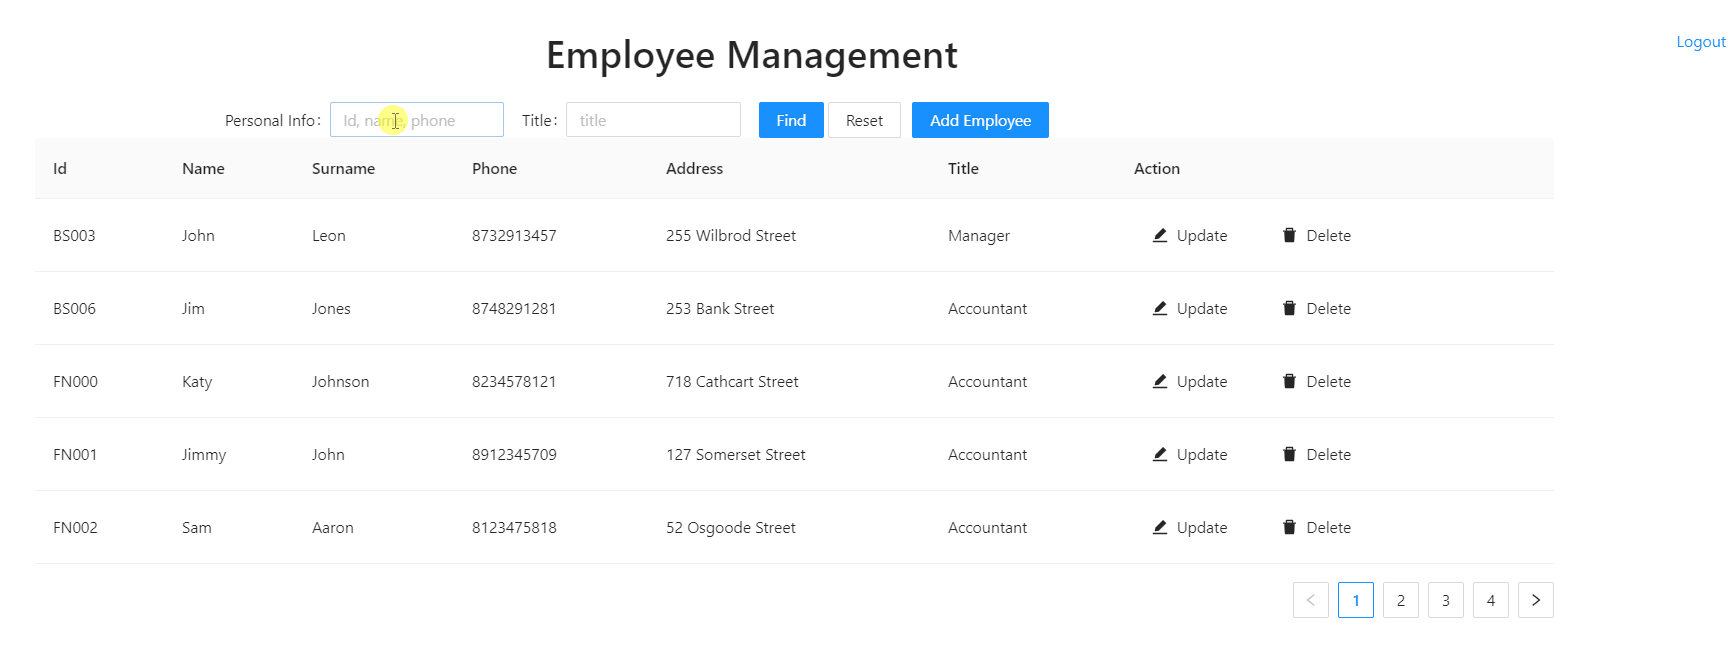 Logout
Employee Management
Personal Info: Id, name, phone Title: title Find Reset Add Employee
Id Name Surname Phone Address Title Action
BS003 John Leon 8732913457 255 Wilbrod Street Manager Update Delete
BS006 Jim Jones 8748291281 253 Bank Street Accountant Update Delete
FN000 Katy Johnson 8234578121 718 Cathcart Street Accountant Update Delete
FN001 Jimmy John 8912345709 127 Somerset Street Accountant Update Delete
FN002 Sam Aaron 8123475818 52 Osgoode Street Accountant Update Delete
< 1 2 3 4 >